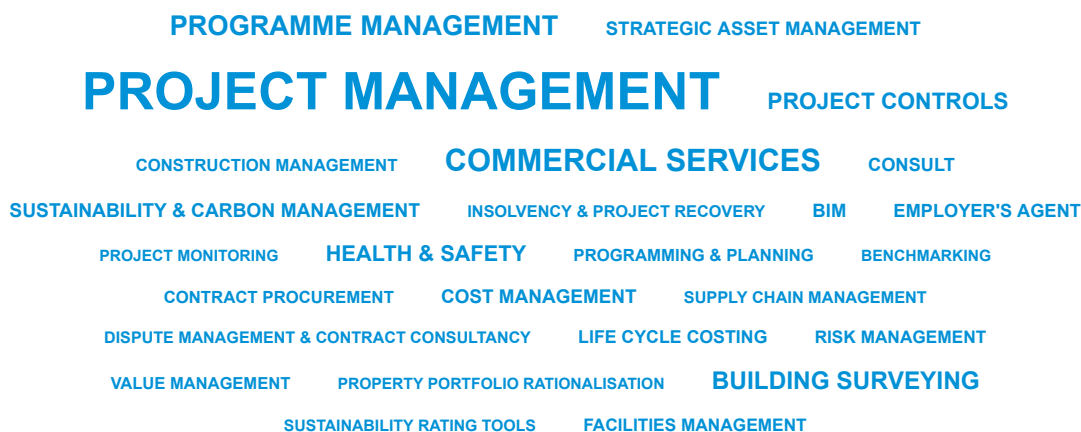 PROGRAMME MANAGEMENT STRATEGIC ASSET MANAGEMENT
PROJECT MANAGEMENT PROJECT CONTROLS
CONSTRUCTION MANAGEMENT COMMERCIAL SERVICES CONSULT
SUSTAINABILITY & CARBON MANAGEMENT INSOLVENCY & PROJECT RECOVERY BIM EMPLOYER'S AGENT
PROJECT MONITORING HEALTH & SAFETY PROGRAMMING & PLANNING BENCHMARKING
CONTRACT PROCUREMENT COST MANAGEMENT SUPPLY CHAIN MANAGEMENT
DISPUTE MANAGEMENT & CONTRACT CONSULTANCY LIFE CYCLE COSTING RISK MANAGEMENT
VALUE MANAGEMENT PROPERTY PORTFOLIO RATIONALISATION BUILDING SURVEYING
SUSTAINABILITY RATING TOOLS FACILITIES MANAGEMENT